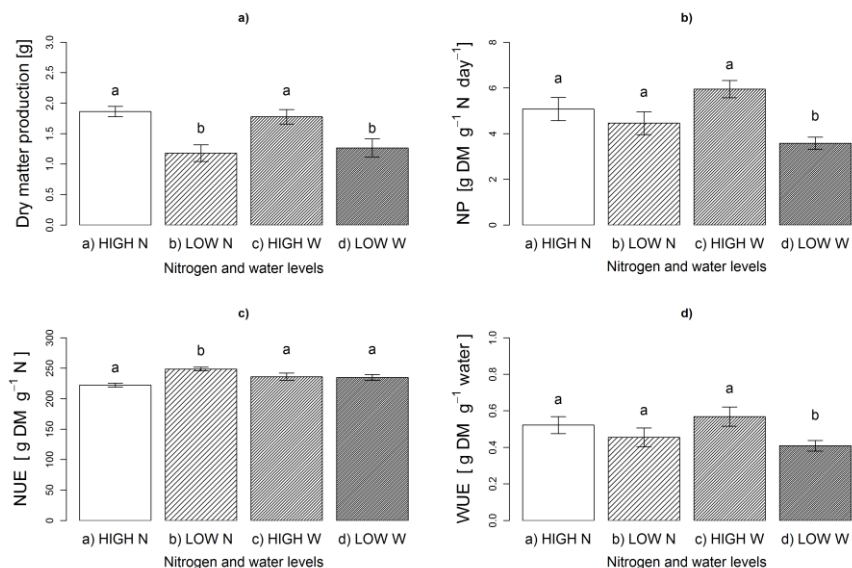 a)
Dry matter production [g]
3.0
2.5
2.0
1.5
1.0
0.5
0.0
a b a b
a) HIGH N b) LOW N c) HIGH W d) LOW W
Nitrogen and water levels
b)
NP [g DM g⁻¹ N day⁻¹]
8
6
4
2
0
a a a b
a) HIGH N b) LOW N c) HIGH W d) LOW W
Nitrogen and water levels
c)
NUE [ g DM g⁻¹ N ]
300
250
200
150
100
50
0
a b a a
a) HIGH N b) LOW N c) HIGH W d) LOW W
Nitrogen and water levels
d)
WUE [ g DM g⁻¹ water ]
1.0
0.8
0.6
0.4
0.2
0.0
a a a b
a) HIGH N b) LOW N c) HIGH W d) LOW W
Nitrogen and water levels